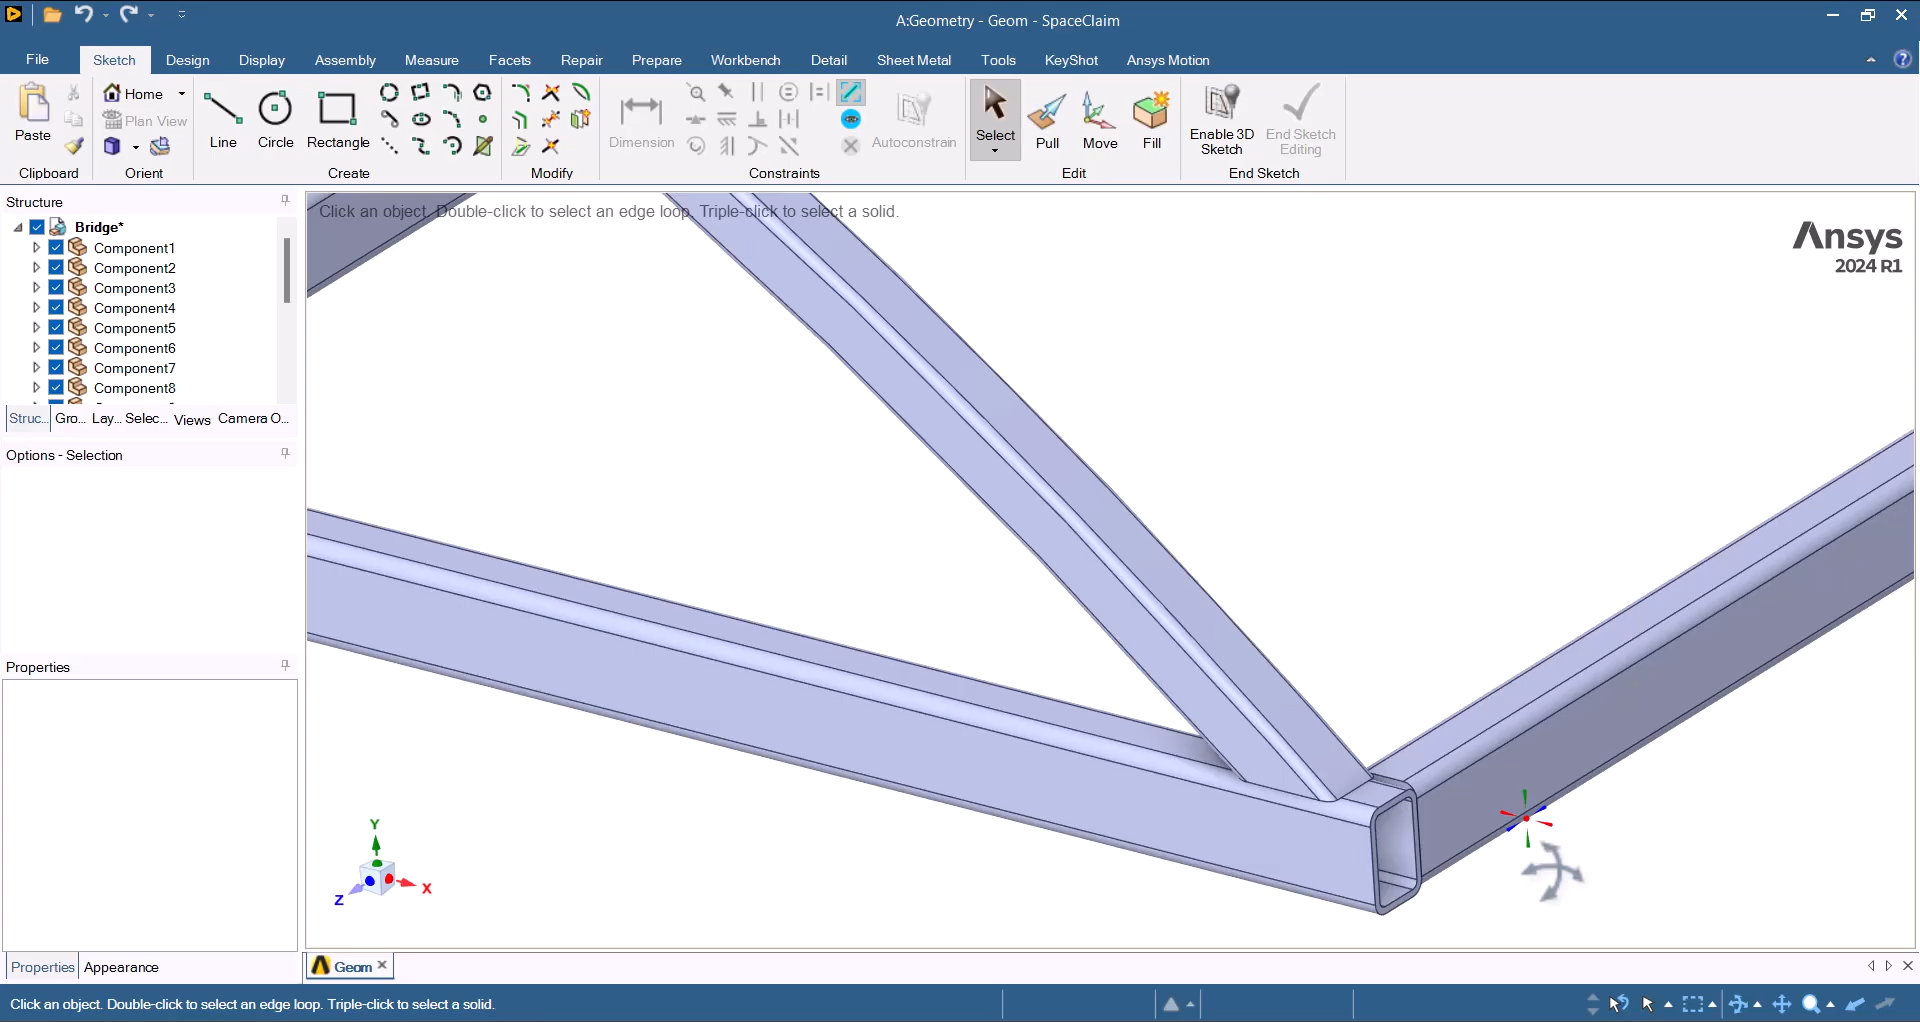 A:Geometry - Geom - SpaceClaim
File Sketch Design Display Assembly Measure Facets Repair Prepare Workbench Detail Sheet Metal Tools KeyShot Ansys Motion
Paste
Clipboard
Home
Plan View
Orient
Line Circle Rectangle
Create
Modify
Dimension
Autoconstrain
Constraints
Select Pull Move Fill
Edit
Enable 3D
Sketch
End Sketch
Editing
End Sketch
Structure
Bridge*
Component1
Component2
Component3
Component4
Component5
Component6
Component7
Component8
Struc... Gro... Lay... Selec... Views Camera O...
Options - Selection
Properties
Properties Appearance
Click an object. Double-click to select an edge loop. Triple-click to select a solid.
Ansys
2024 R1
Y
X
Z
Geom
Click an object. Double-click to select an edge loop. Triple-click to select a solid.